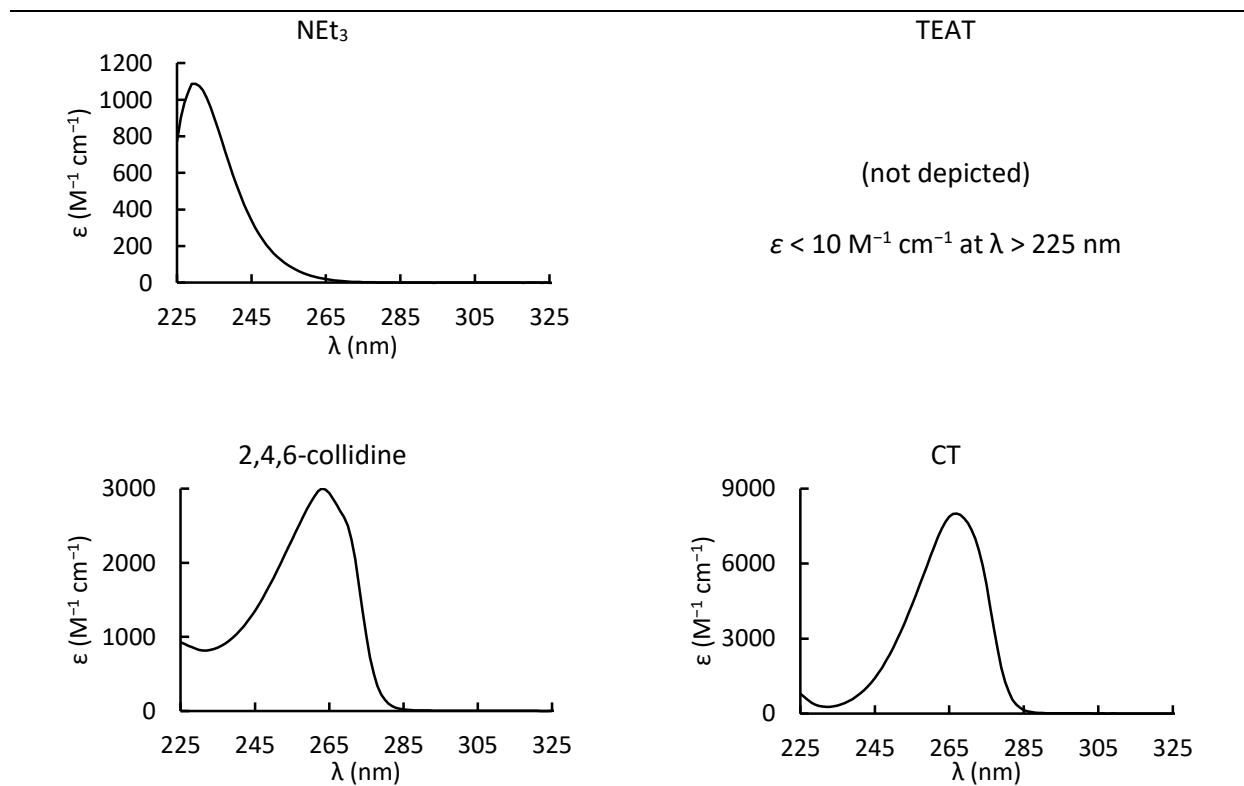 NEt₃
TEAT
1200
1000
800
600
400
200
0
ε (M⁻¹ cm⁻¹)
225 245 265 285 305 325
λ (nm)
(not depicted)
ε < 10 M⁻¹ cm⁻¹ at λ > 225 nm
2,4,6-collidine
CT
3000
2000
1000
0
ε (M⁻¹ cm⁻¹)
225 245 265 285 305 325
λ (nm)
9000
6000
3000
0
ε (M⁻¹ cm⁻¹)
225 245 265 285 305 325
λ (nm)